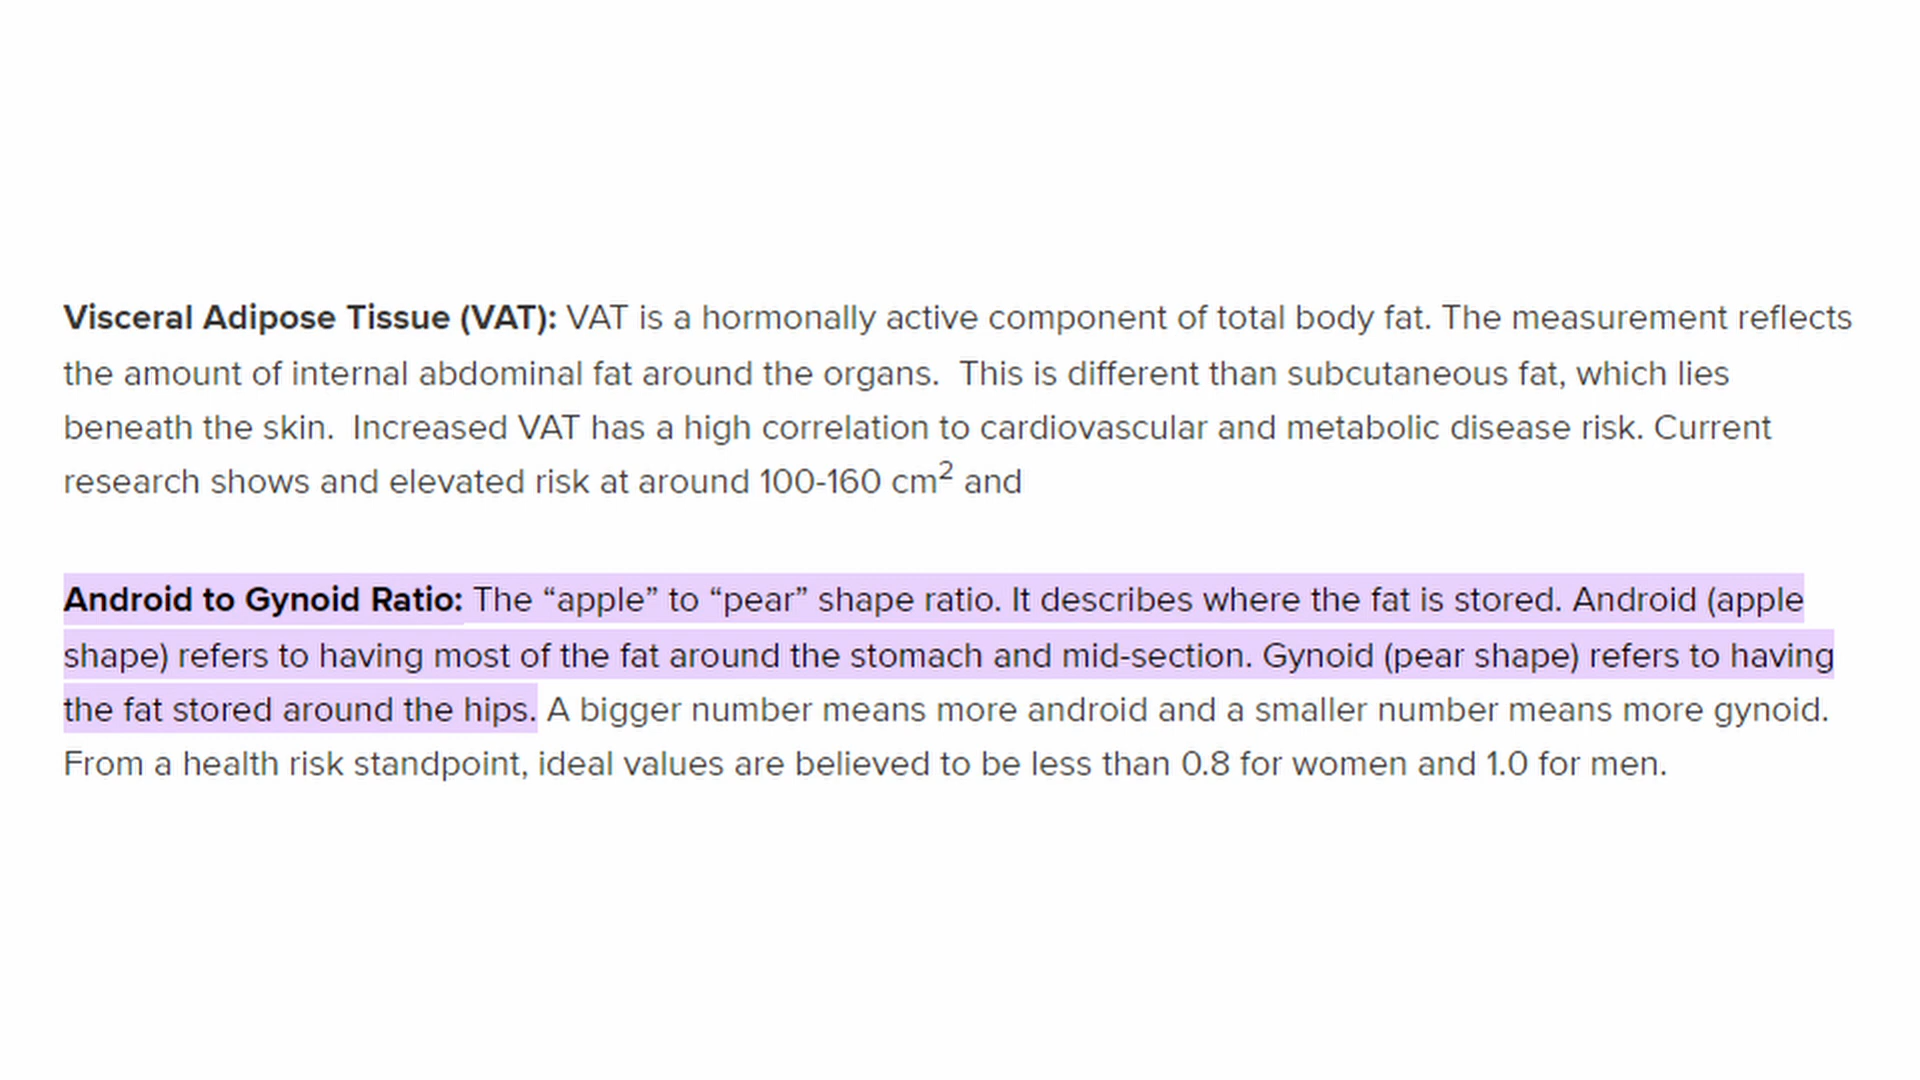 Visceral Adipose Tissue (VAT): VAT is a hormonally active component of total body fat. The measurement reflects
the amount of internal abdominal fat around the organs.  This is different than subcutaneous fat, which lies
beneath the skin.  Increased VAT has a high correlation to cardiovascular and metabolic disease risk. Current
research shows and elevated risk at around 100-160 cm² and
Android to Gynoid Ratio: The “apple” to “pear” shape ratio. It describes where the fat is stored. Android (apple
shape) refers to having most of the fat around the stomach and mid-section. Gynoid (pear shape) refers to having
the fat stored around the hips. A bigger number means more android and a smaller number means more gynoid.
From a health risk standpoint, ideal values are believed to be less than 0.8 for women and 1.0 for men.